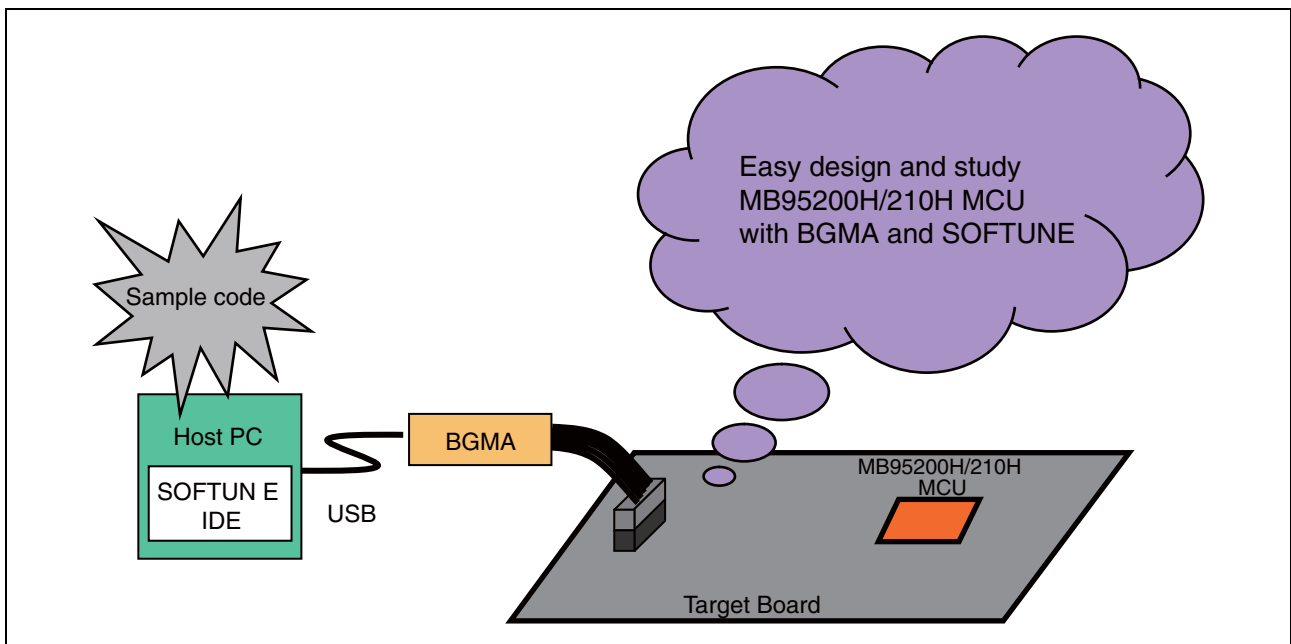 Easy design and study
MB95200H/210H MCU
with BGMA and SOFTUNE
Sample code
Host PC
SOFTUN E
IDE
USB
BGMA
MB95200H/210H
MCU
Target Board